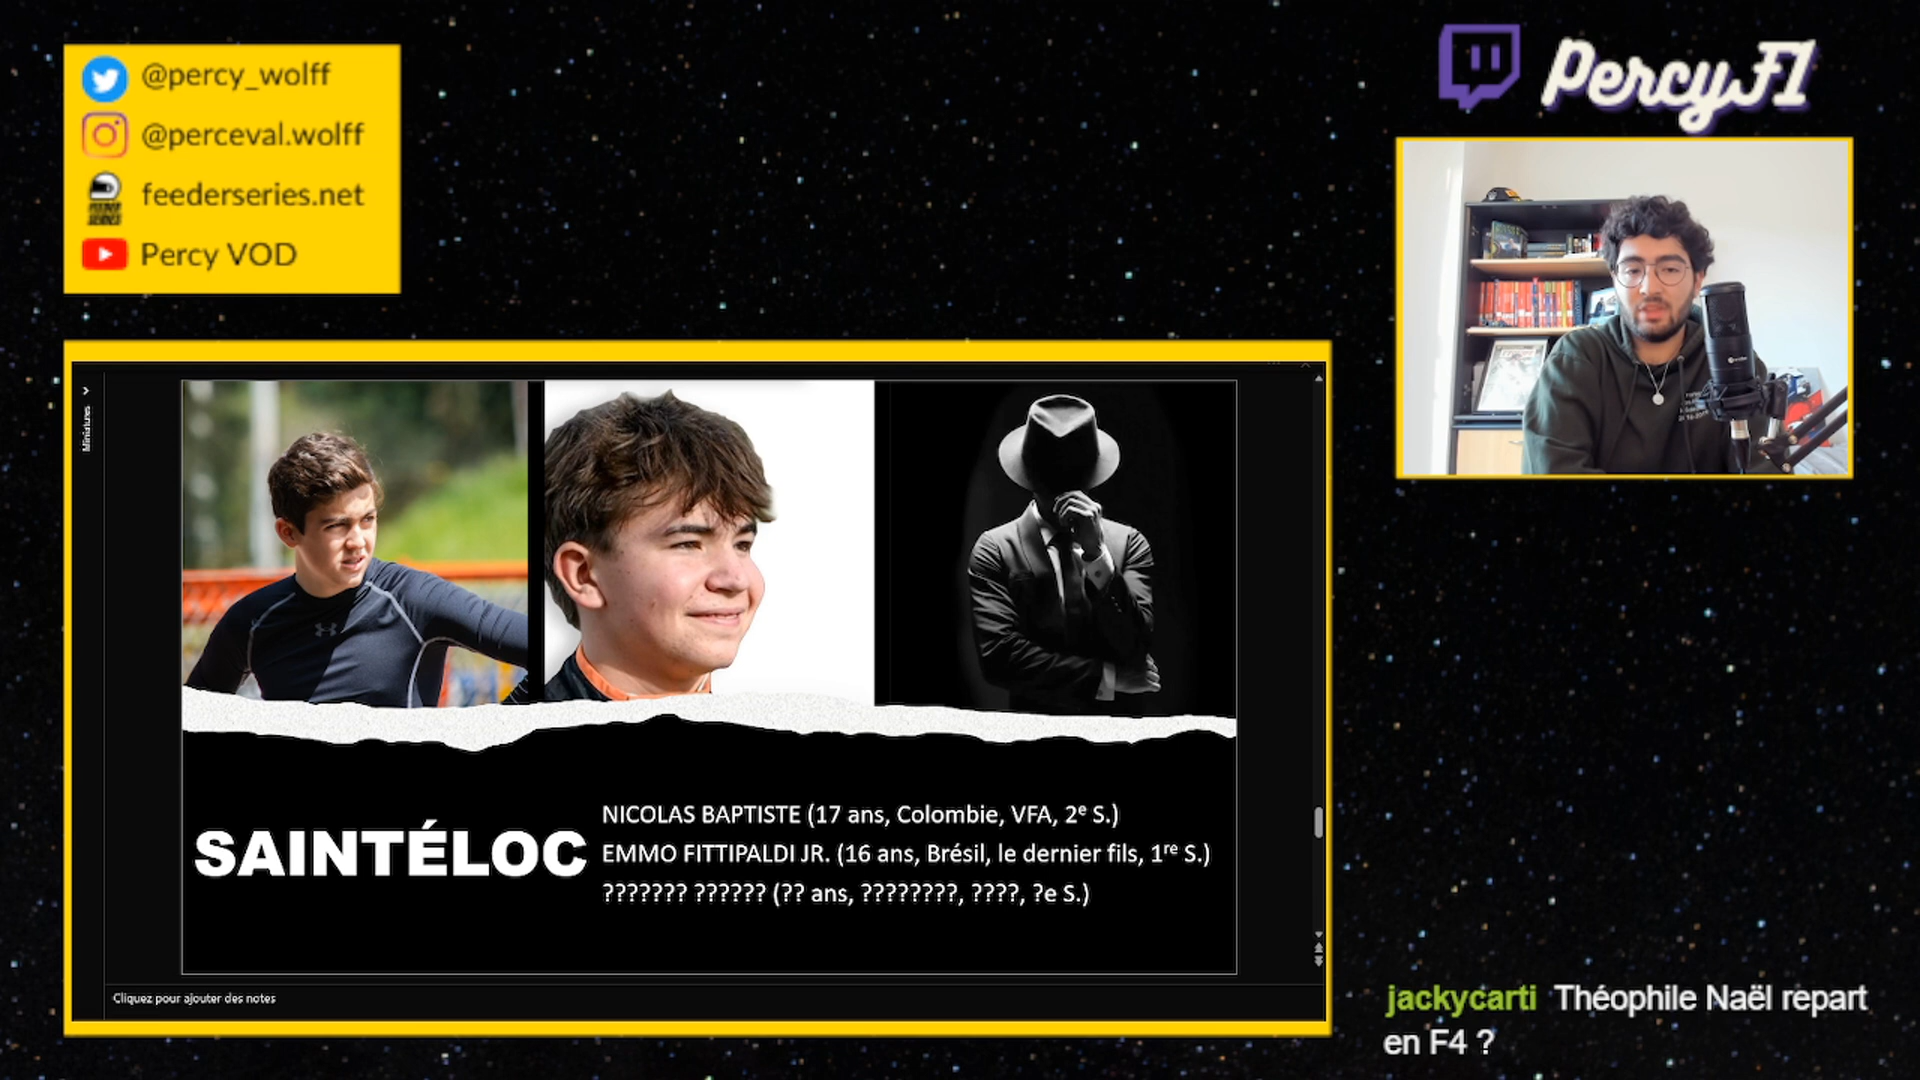 @percy_wolff
@perceval.wolff
feederseries.net
Percy VOD
PercyF1
Miniatures
SAINTÉLOC
NICOLAS BAPTISTE (17 ans, Colombie, VFA, 2e S.)
EMMO FITTIPALDI JR. (16 ans, Brésil, le dernier fils, 1re S.)
??????? ?????? (?? ans, ????????, ????, ?e S.)
Cliquez pour ajouter des notes
jackycarti Théophile Naël repart
en F4 ?